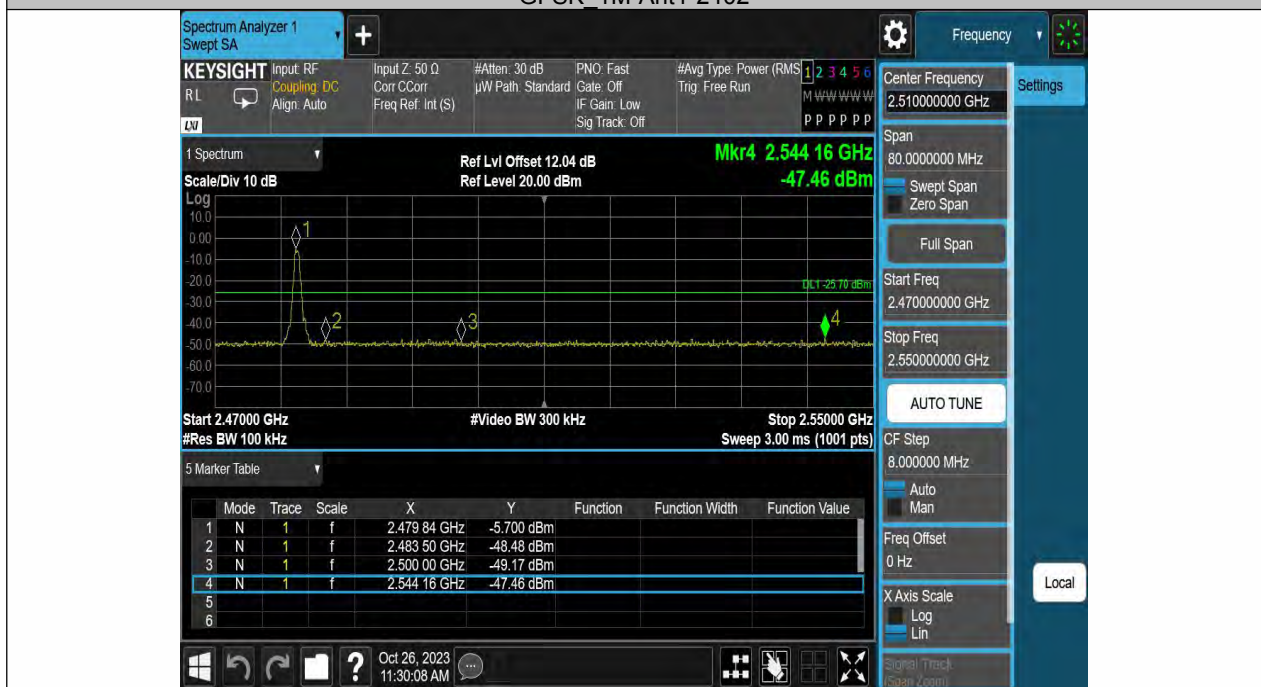 Spectrum Analyzer 1
Swept SA
Frequency
KEYSIGHT
RL
LXI
Input: RF
Coupling: DC
Align: Auto
Input Z: 50 Ω
Corr CCorr
Freq Ref: Int (S)
#Atten: 30 dB
µW Path: Standard
PNO: Fast
Gate: Off
IF Gain: Low
Sig Track: Off
#Avg Type: Power (RMS
Trig: Free Run
1 2 3 4 5 6
M W W W W W
P P P P P P
1 Spectrum
Scale/Div 10 dB
Ref Lvl Offset 12.04 dB
Ref Level 20.00 dBm
Mkr4 2.544 16 GHz
-47.46 dBm
Log
10.0
0.00
-10.0
-20.0
-30.0
-40.0
-50.0
-60.0
-70.0
1
2
3
4
DL1 -25.70 dBm
Start 2.47000 GHz
#Video BW 300 kHz
Stop 2.55000 GHz
#Res BW 100 kHz
Sweep 3.00 ms (1001 pts)
5 Marker Table
Mode Trace Scale X Y Function Function Width Function Value
1 N 1 f 2.479 84 GHz -5.700 dBm
2 N 1 f 2.483 50 GHz -48.48 dBm
3 N 1 f 2.500 00 GHz -49.17 dBm
4 N 1 f 2.544 16 GHz -47.46 dBm
5
6
?
Oct 26, 2023
11:30:08 AM
Center Frequency
2.510000000 GHz
Settings
Span
80.0000000 MHz
Swept Span
Zero Span
Full Span
Start Freq
2.470000000 GHz
Stop Freq
2.550000000 GHz
AUTO TUNE
CF Step
8.000000 MHz
Auto
Man
Freq Offset
0 Hz
X Axis Scale
Log
Lin
Local
Signal Track
(Span Zoom)